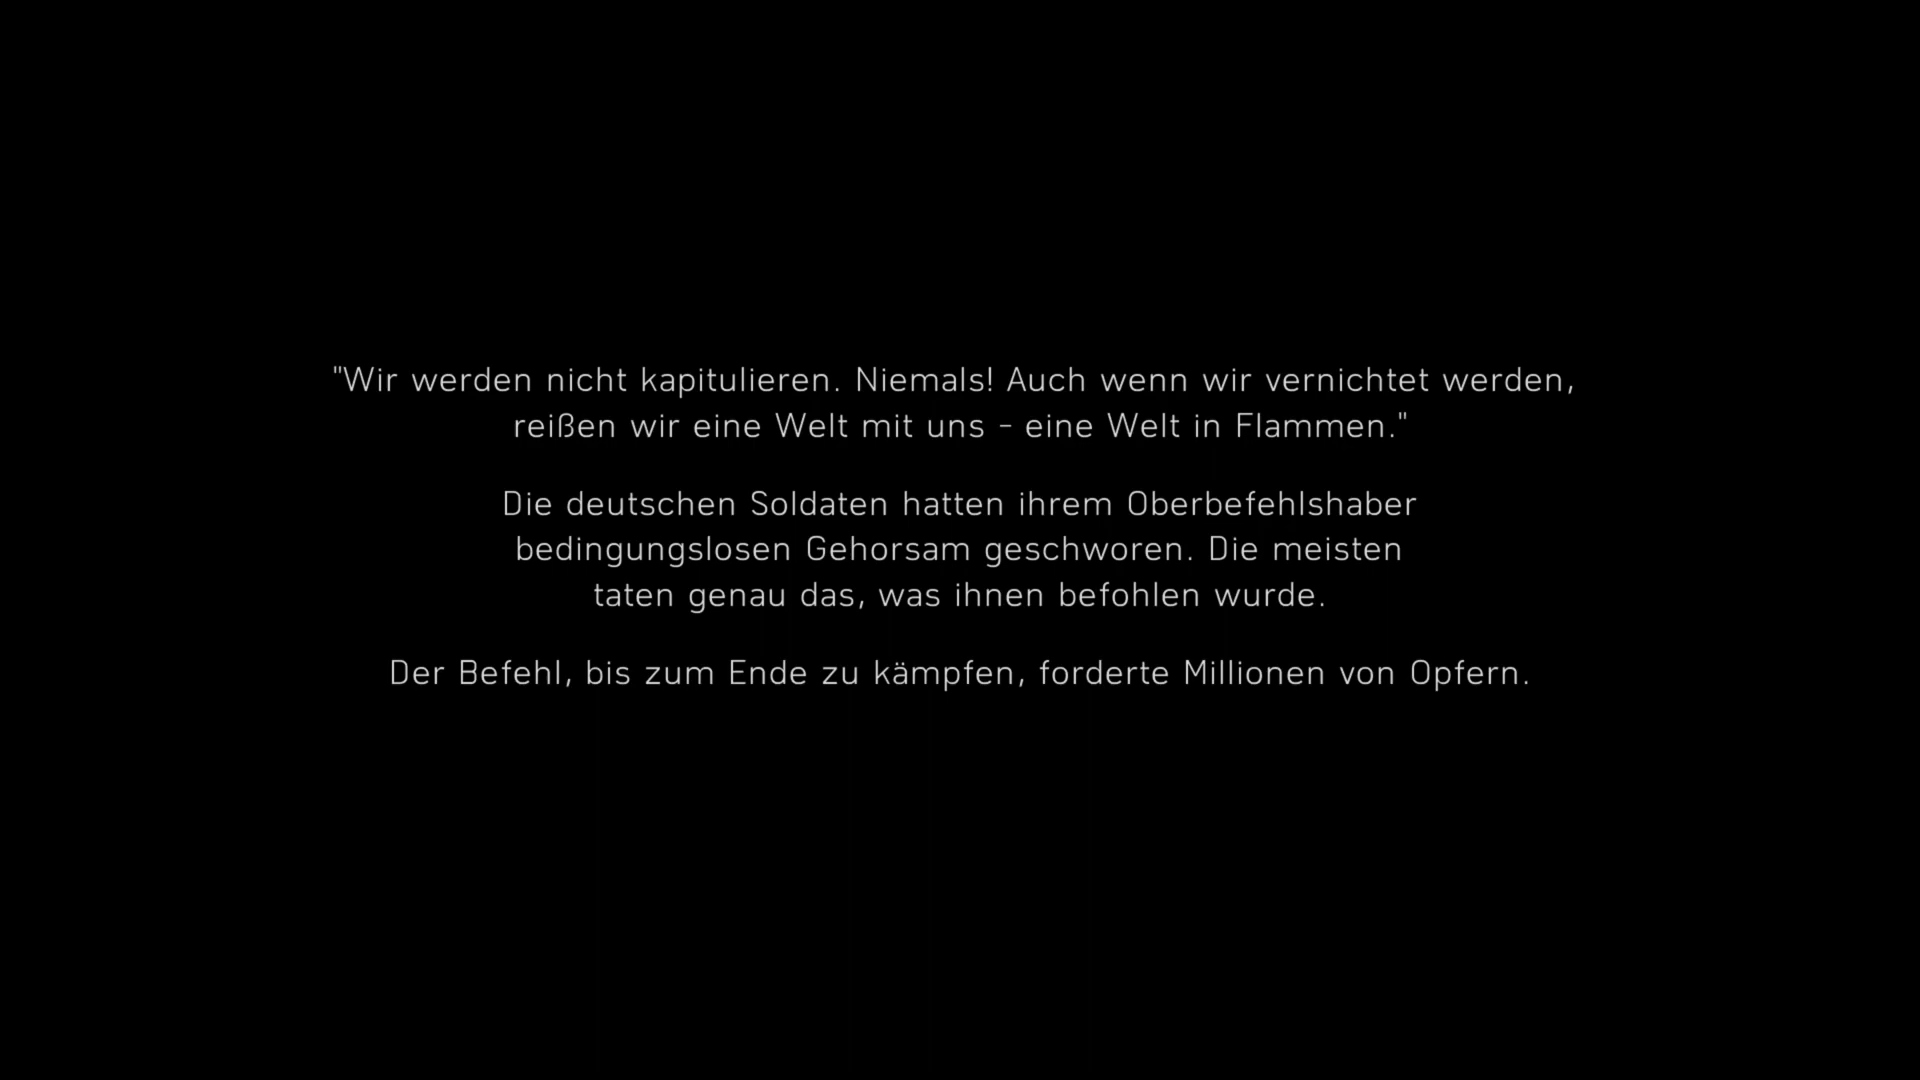 "Wir werden nicht kapitulieren. Niemals! Auch wenn wir vernichtet werden,
reißen wir eine Welt mit uns - eine Welt in Flammen."
Die deutschen Soldaten hatten ihrem Oberbefehlshaber
bedingungslosen Gehorsam geschworen. Die meisten
taten genau das, was ihnen befohlen wurde.
Der Befehl, bis zum Ende zu kämpfen, forderte Millionen von Opfern.